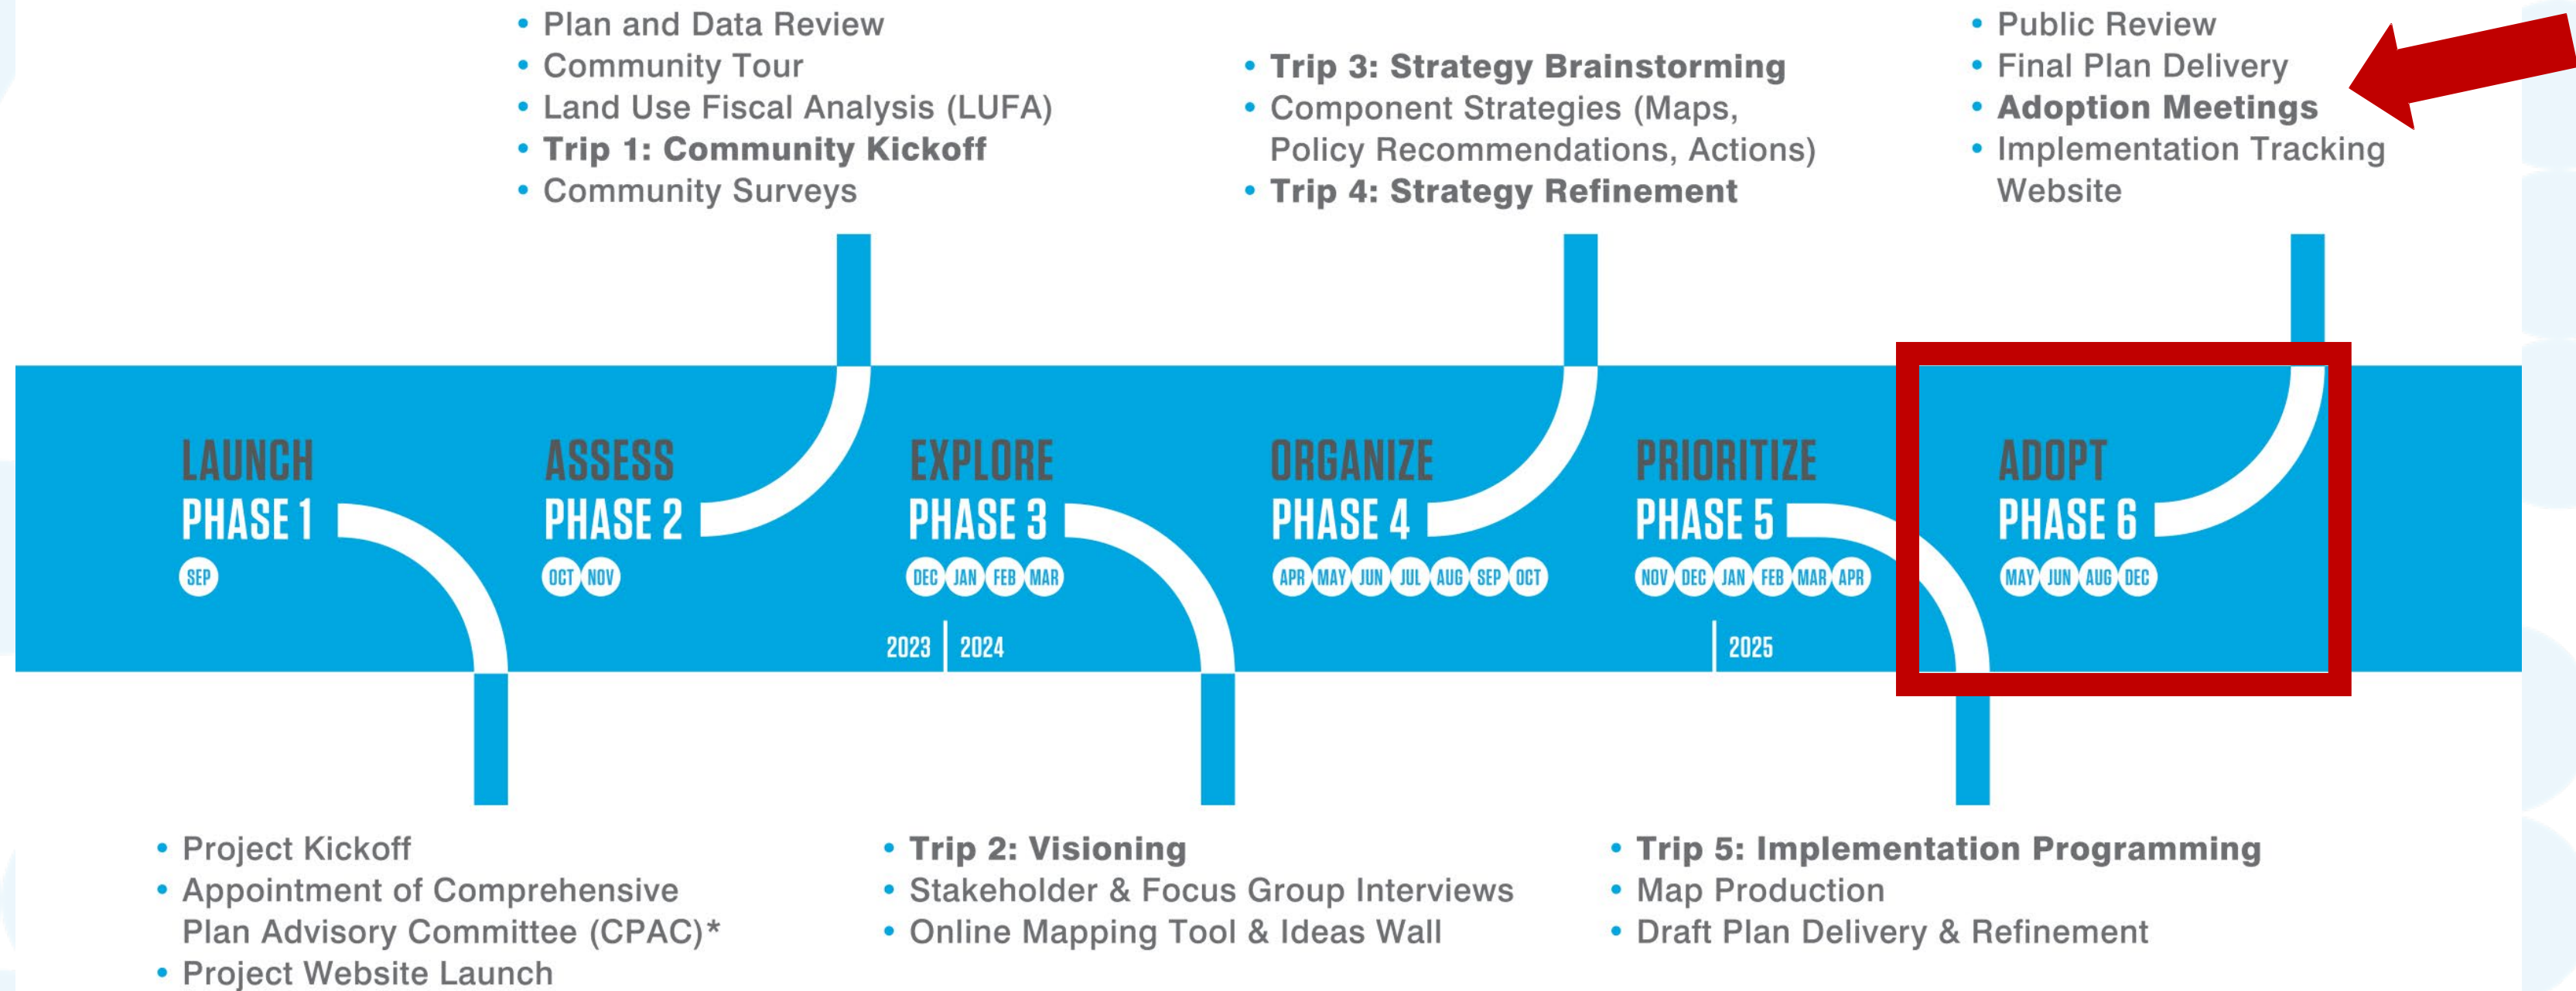 • Plan and Data Review
• Community Tour
• Land Use Fiscal Analysis (LUFA)
• Trip 1: Community Kickoff
• Community Surveys
• Trip 3: Strategy Brainstorming
• Component Strategies (Maps,
Policy Recommendations, Actions)
• Trip 4: Strategy Refinement
• Public Review
• Final Plan Delivery
• Adoption Meetings
• Implementation Tracking
Website
LAUNCH
PHASE 1
SEP
ASSESS
PHASE 2
OCT NOV
EXPLORE
PHASE 3
DEC JAN FEB MAR
2023 | 2024
ORGANIZE
PHASE 4
APR MAY JUN JUL AUG SEP OCT
PRIORITIZE
PHASE 5
NOV DEC JAN FEB MAR APR
2025
ADOPT
PHASE 6
MAY JUN AUG DEC
• Project Kickoff
• Appointment of Comprehensive
Plan Advisory Committee (CPAC)*
• Project Website Launch
• Trip 2: Visioning
• Stakeholder & Focus Group Interviews
• Online Mapping Tool & Ideas Wall
• Trip 5: Implementation Programming
• Map Production
• Draft Plan Delivery & Refinement